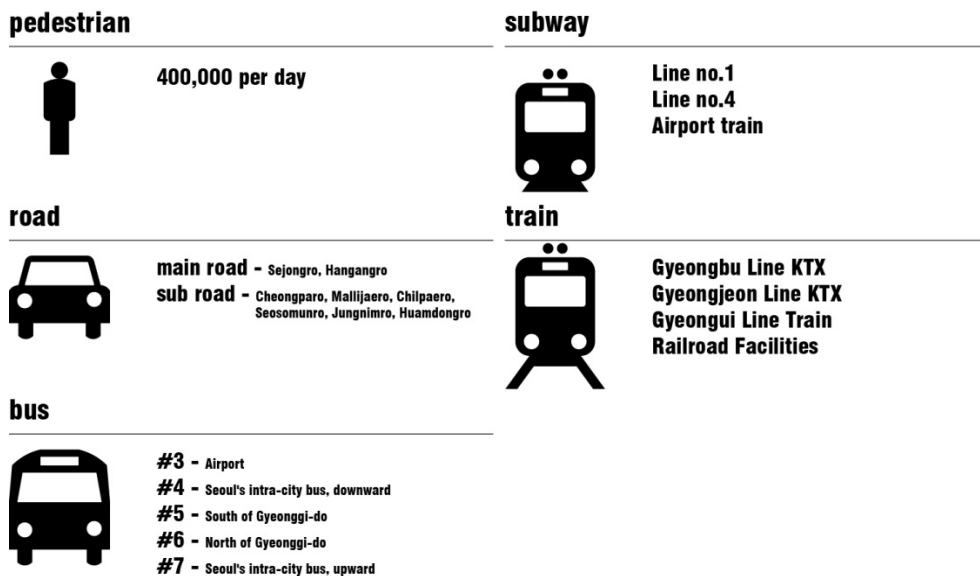 pedestrian
400,000 per day
road
main road - Sejongro, Hangangro
sub road - Cheongparo, Mallijaero, Chilpaero,
Seosomunro, Jungnimro, Huamdongro
bus
#3 - Airport
#4 - Seoul's intra-city bus, downward
#5 - South of Gyeonggi-do
#6 - North of Gyeonggi-do
#7 - Seoul's intra-city bus, upward
subway
Line no.1
Line no.4
Airport train
train
Gyeongbu Line KTX
Gyeongjeon Line KTX
Gyeongui Line Train
Railroad Facilities